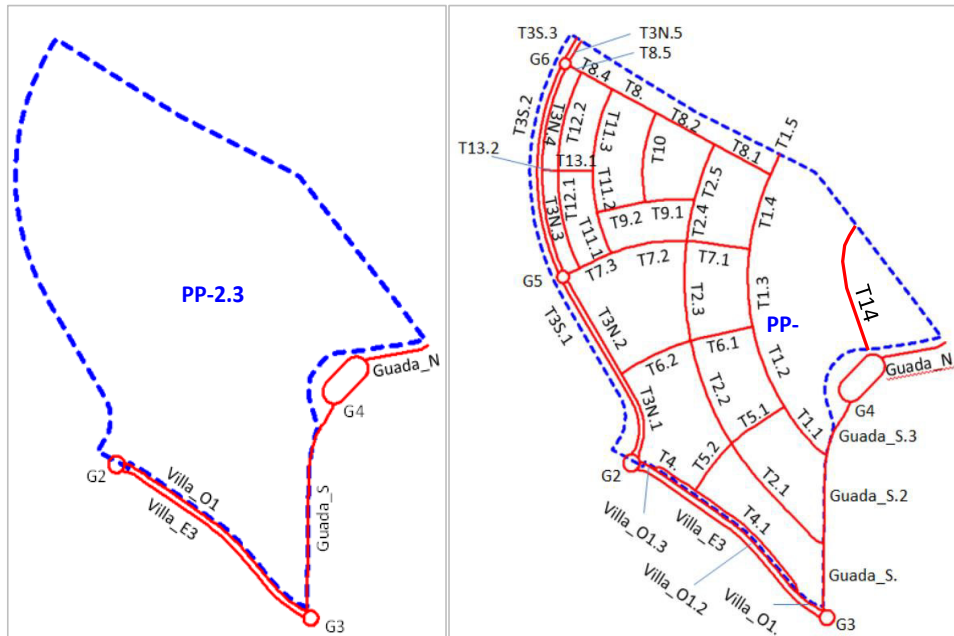 PP-2.3
Guada_N
G4
G2
Villa_O1
Villa_E3
Guada_S
G3
T3S.3
T3N.5
T8.5
G6
T8.4
T8.
T8.2
T8.1
T1.5
T3S.2
T3N.4
T12.2
T11.3
T10
T13.2
T13.1
T2.5
T1.4
T12.1
T11.2
T9.2
T9.1
T2.4
T3N.3
T11.1
T7.3
T7.2
T7.1
G5
T3S.1
T3N.2
T2.3
T1.3
PP-
T14
T6.2
T6.1
T1.2
Guada_N
G4
T3N.1
T2.2
T5.1
T1.1
Guada_S.3
G2
T4.
T5.2
T2.1
Guada_S.2
Villa_O1.3
Villa_E3
T4.1
Villa_O1.2
Villa_O1.
Guada_S.
G3